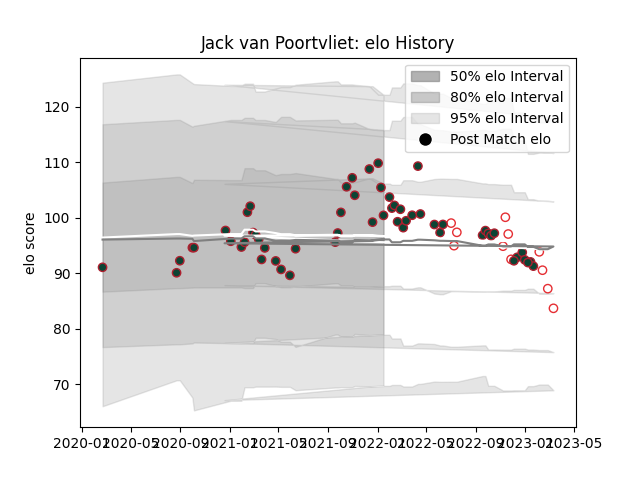 Jack van Poortvliet: elo History
50% elo Interval
80% elo Interval
95% elo Interval
Post Match elo
elo score
120
110
100
90
80
70
2020-01
2020-05
2020-09
2021-01
2021-05
2021-09
2022-01
2022-05
2022-09
2023-01
2023-05